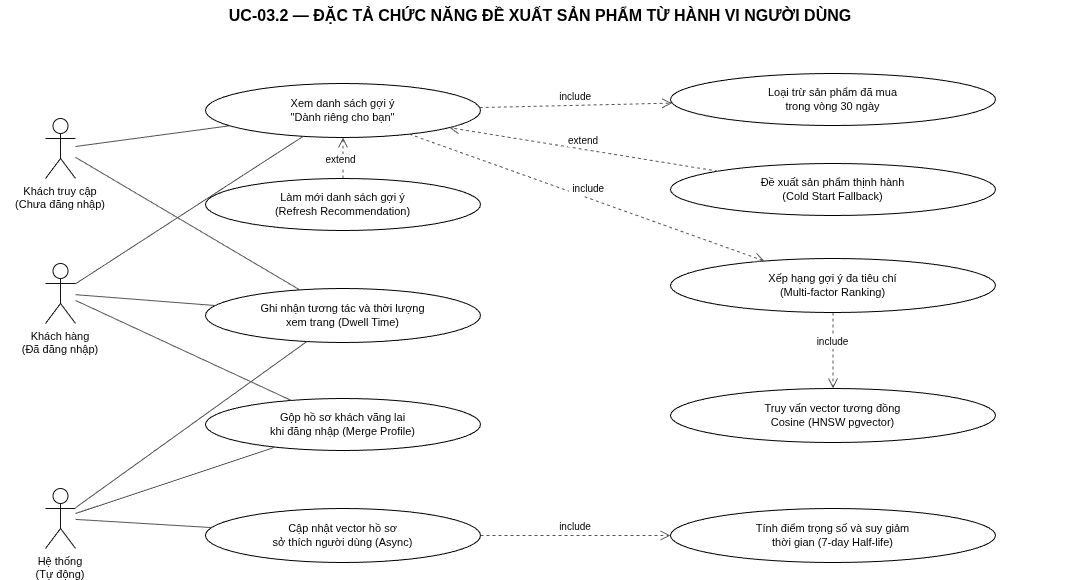 UC-03.2 — ĐẶC TẢ CHỨC NĂNG ĐỀ XUẤT SẢN PHẨM TỪ HÀNH VI NGƯỜI DÙNG
Khách truy cập
(Chưa đăng nhập)
Khách hàng
(Đã đăng nhập)
Hệ thống
(Tự động)
Xem danh sách gợi ý
"Dành riêng cho bạn"
extend
Làm mới danh sách gợi ý
(Refresh Recommendation)
Ghi nhận tương tác và thời lượng
xem trang (Dwell Time)
Gộp hồ sơ khách vãng lai
khi đăng nhập (Merge Profile)
Cập nhật vector hồ sơ
sở thích người dùng (Async)
include
extend
include
include
Loại trừ sản phẩm đã mua
trong vòng 30 ngày
Đề xuất sản phẩm thịnh hành
(Cold Start Fallback)
Xếp hạng gợi ý đa tiêu chí
(Multi-factor Ranking)
include
Truy vấn vector tương đồng
Cosine (HNSW pgvector)
Tính điểm trọng số và suy giảm
thời gian (7-day Half-life)